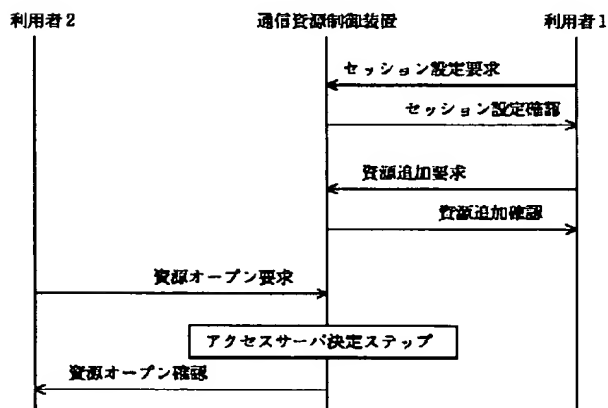 利用者2 通信資源制御装置 利用者1
セッション設定要求
セッション設定確認
資源追加要求
資源追加確認
資源オープン要求
アクセスサーバ決定ステップ
資源オープン確認